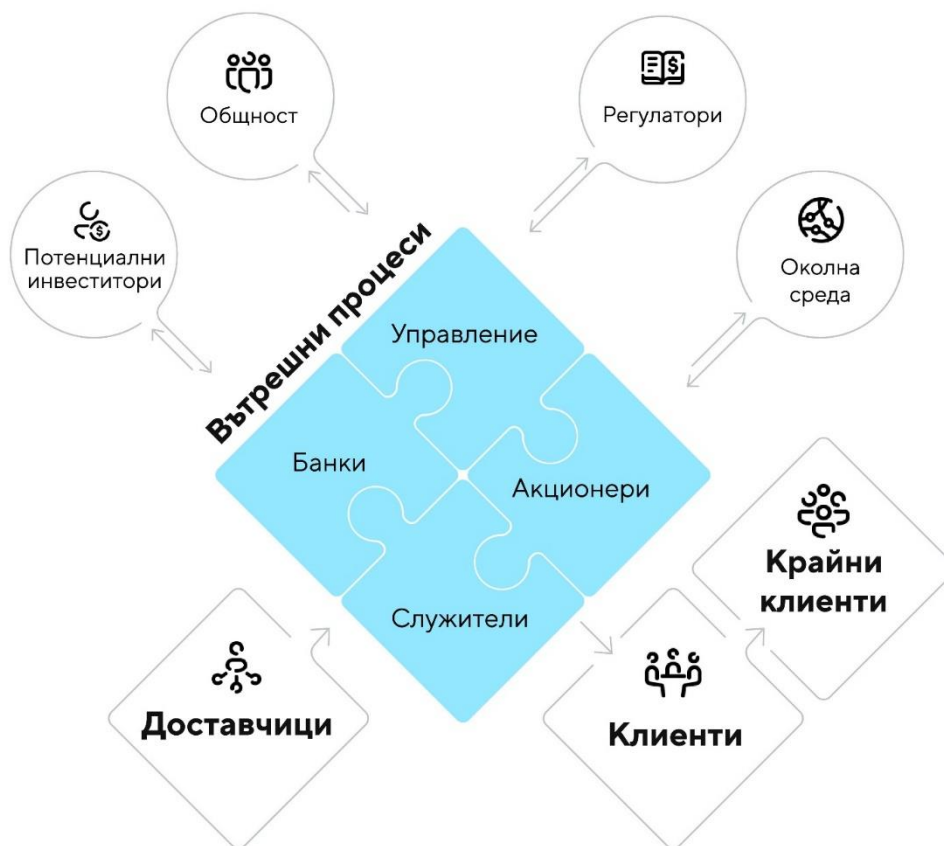 Общност
Регулатори
Потенциални
инвеститори
Околна
среда
Вътрешни процеси
Управление
Банки
Акционери
Служители
Крайни
клиенти
Доставчици
Клиенти